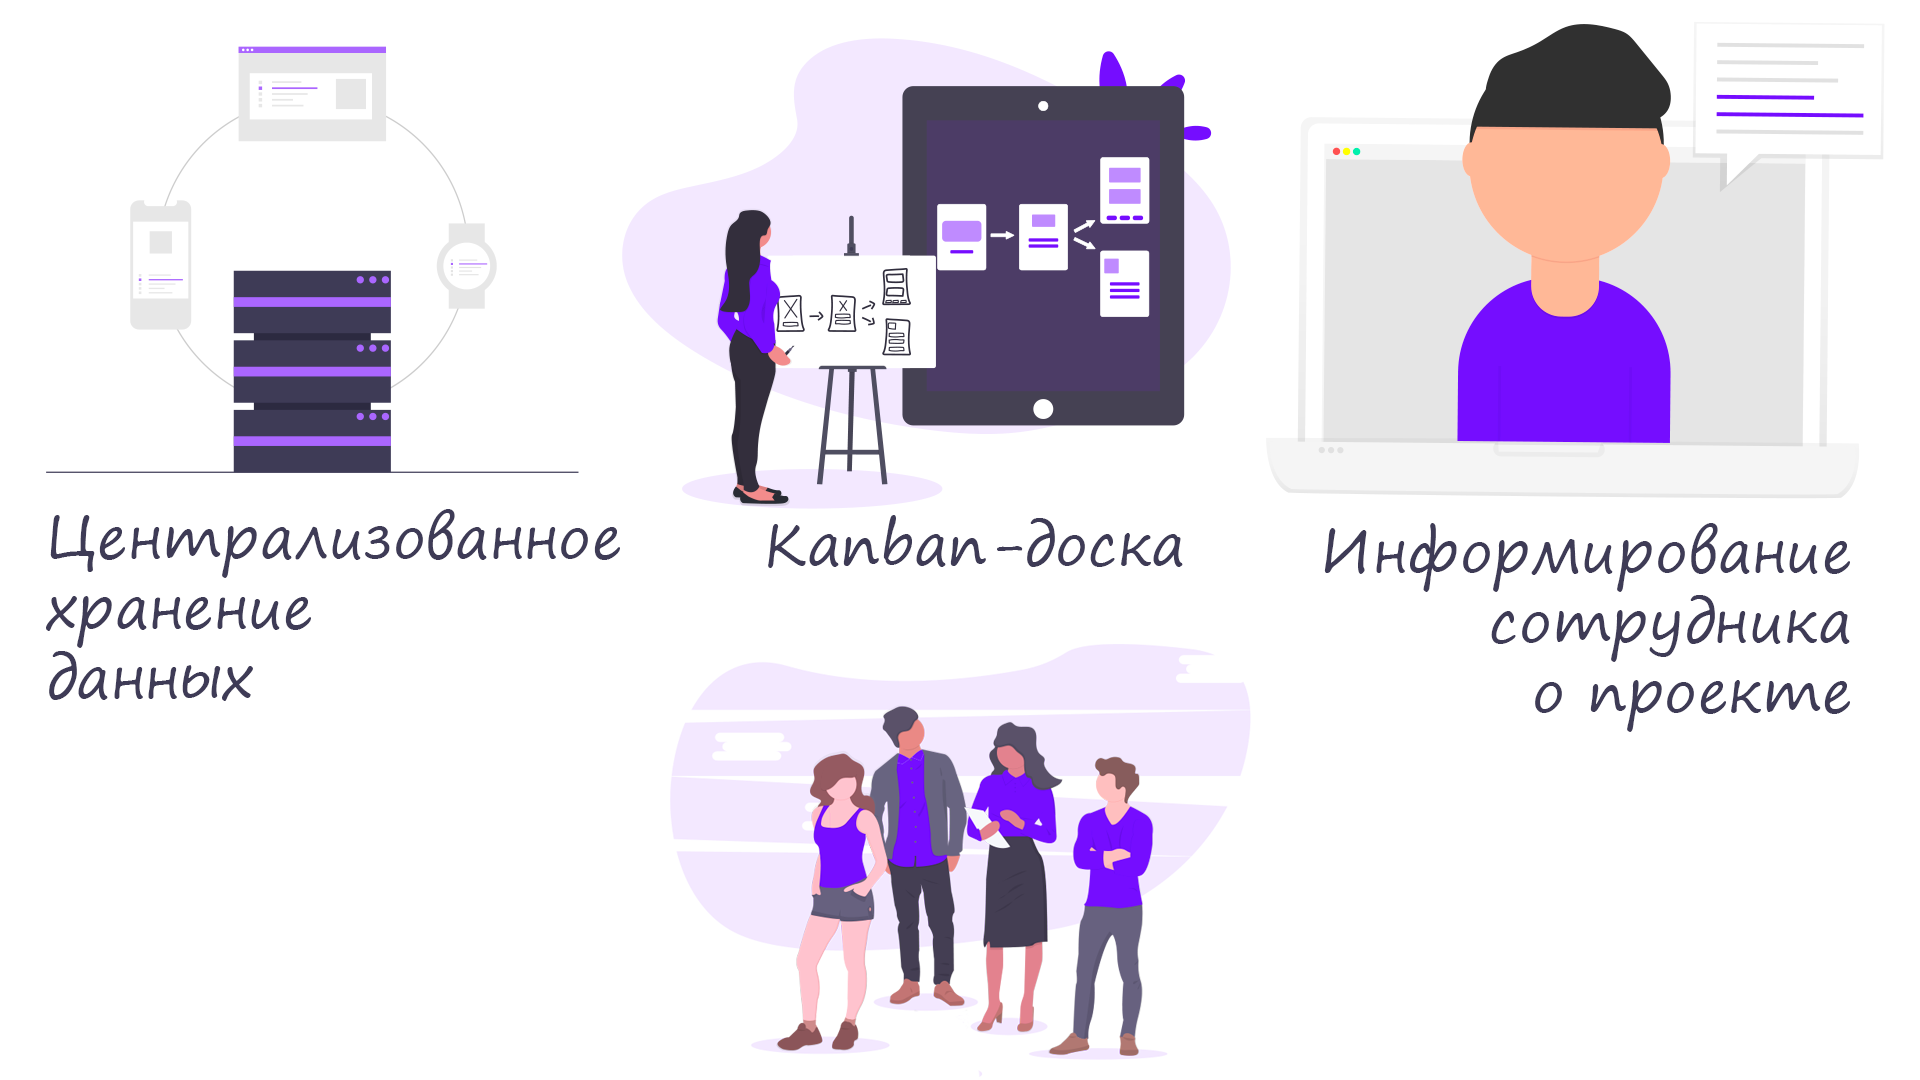 Централизованное
хранение
данных
Kanban-доска
Информирование
сотрудника
о проекте